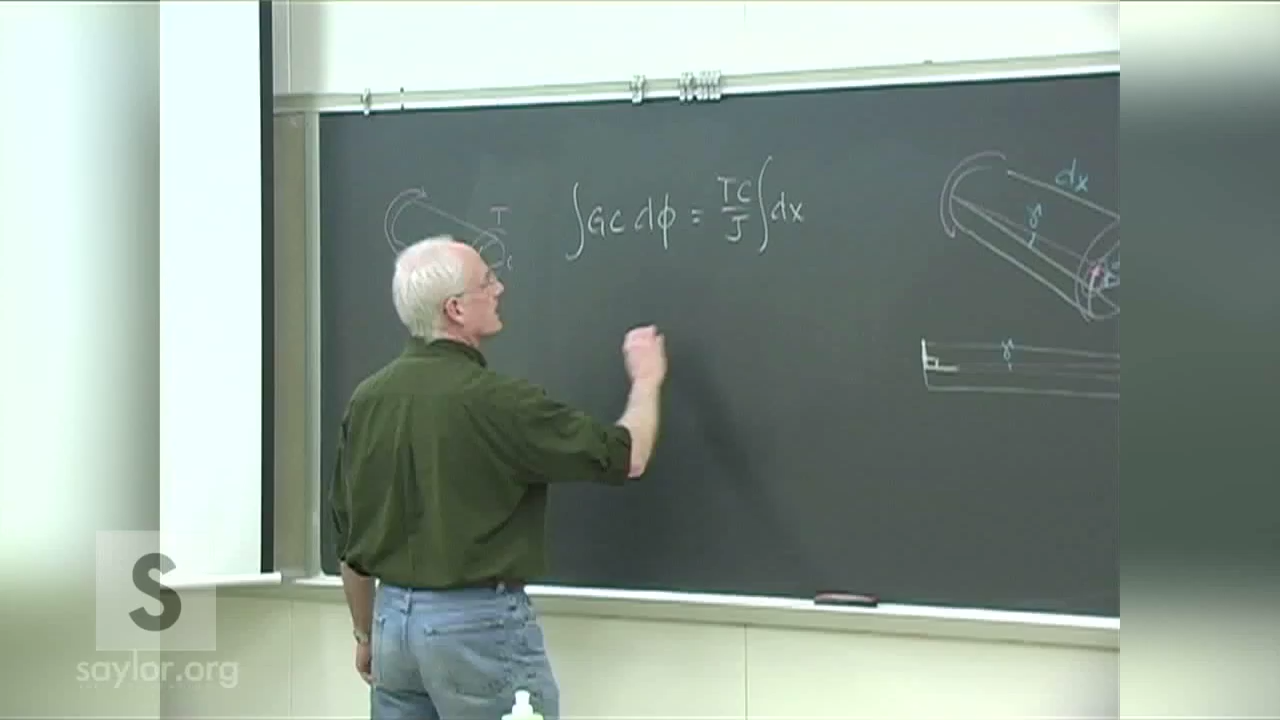 T
∫GC dϕ = TC/J ∫dx
dx
γ
γ
S
saylor.org